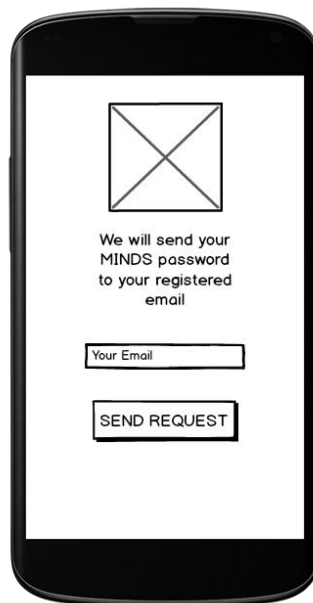 We will send your
MINDS password
to your registered
email
Your Email
SEND REQUEST